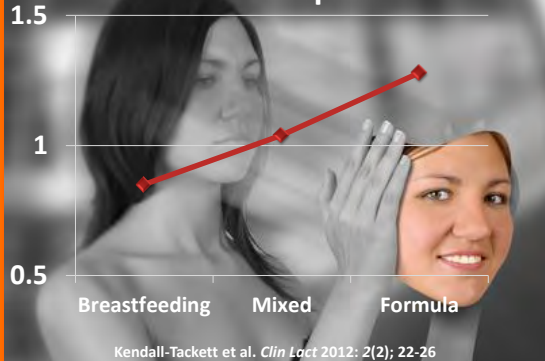 1.5
1
0.5
Breastfeeding Mixed Formula
Kendall-Tackett et al. Clin Lact 2012: 2(2); 22-26